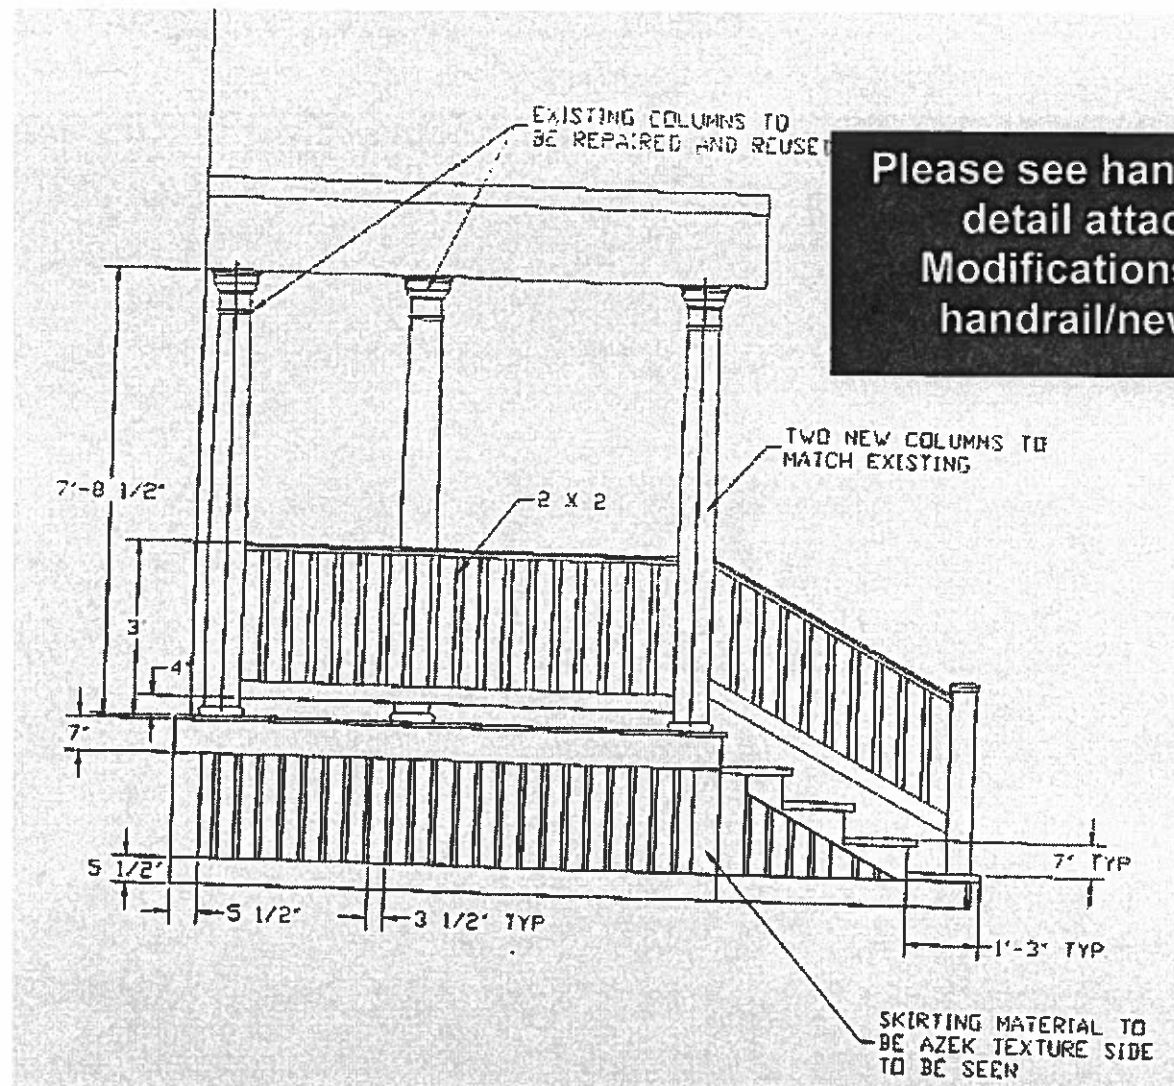 EXISTING COLUMNS TO
BE REPAIRED AND REUSED
Please see han
detail attac
Modification
handrail/new
TWO NEW COLUMNS TO
MATCH EXISTING
7'-8 1/2"
2 X 2
3'
4"
7"
5 1/2"
5 1/2"
3 1/2" TYP
7" TYP
1'-3" TYP
SKIRTING MATERIAL TO
BE AZEK TEXTURE SIDE
TO BE SEEN